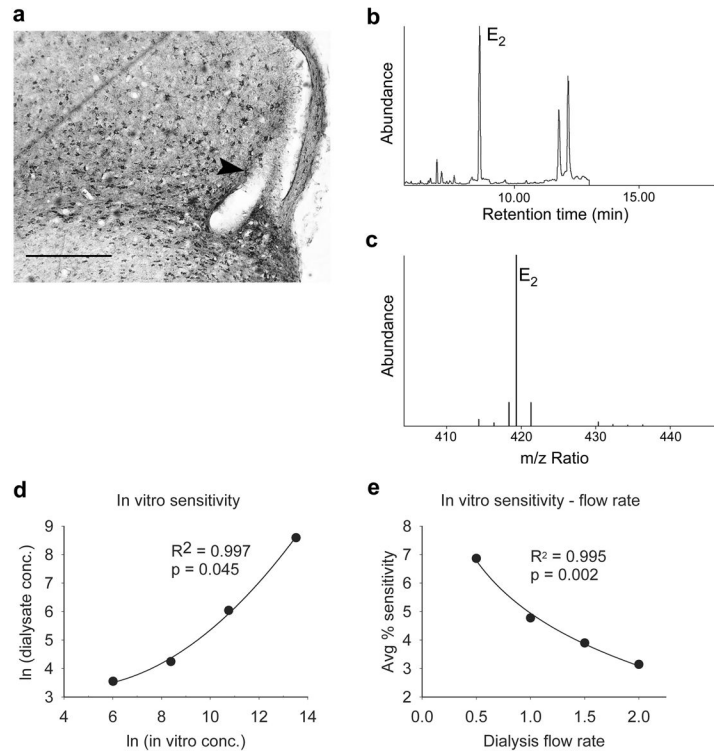 a
b
E2
Abundance
10.00
15.00
Retention time (min)
c
E2
Abundance
410
420
430
440
m/z Ratio
d
In vitro sensitivity
R2 = 0.997
p = 0.045
ln (dialysate conc.)
9
8
7
6
5
4
3
4
6
8
10
12
14
ln (in vitro conc.)
e
In vitro sensitivity - flow rate
R2 = 0.995
p = 0.002
Avg % sensitivity
8
7
6
5
4
3
2
0.0
0.5
1.0
1.5
2.0
Dialysis flow rate